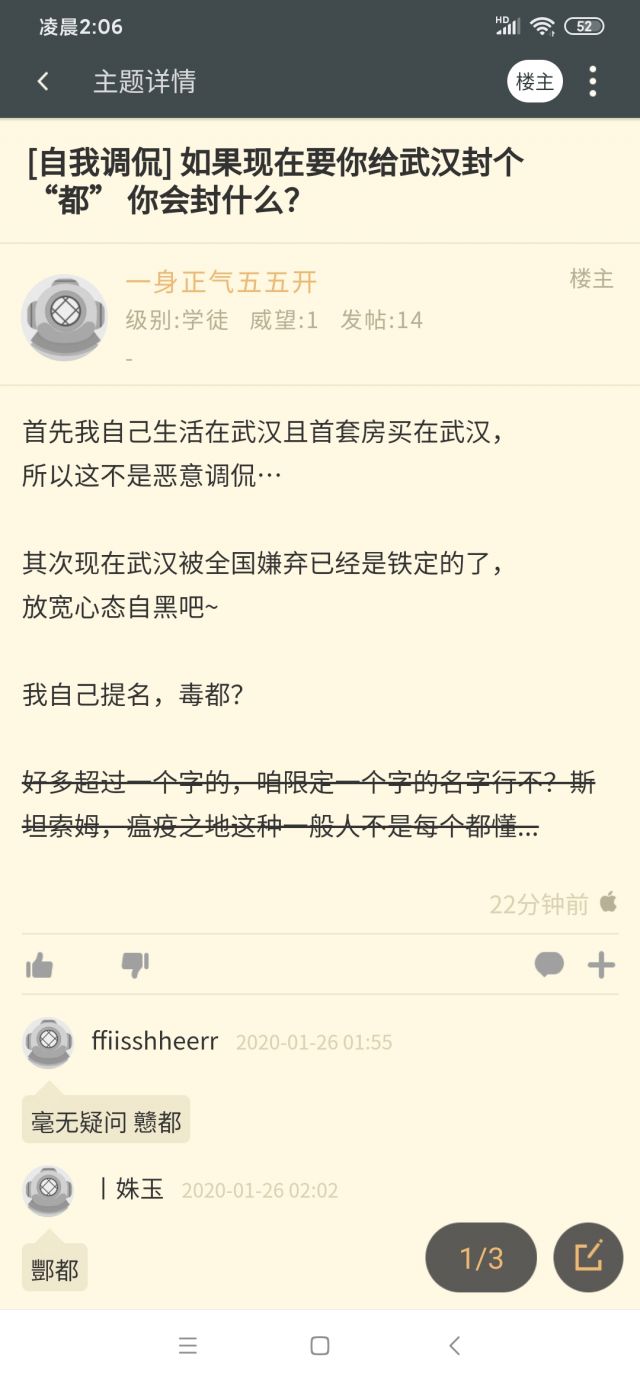 凌晨2:06
HD
52
主题详情
楼主
[自我调侃] 如果现在要你给武汉封个
“都” 你会封什么？
一身正气五五开
楼主
级别:学徒 威望:1 发帖:14
-
首先我自己生活在武汉且首套房买在武汉，
所以这不是恶意调侃…
其次现在武汉被全国嫌弃已经是铁定的了，
放宽心态自黑吧~
我自己提名，毒都？
好多超过一个字的，咱限定一个字的名字行不？斯
坦索姆，瘟疫之地这种一般人不是每个都懂...
22分钟前
ffiisshheerr 2020-01-26 01:55
毫无疑问 戆都
丨姝玉 2020-01-26 02:02
酆都
1/3